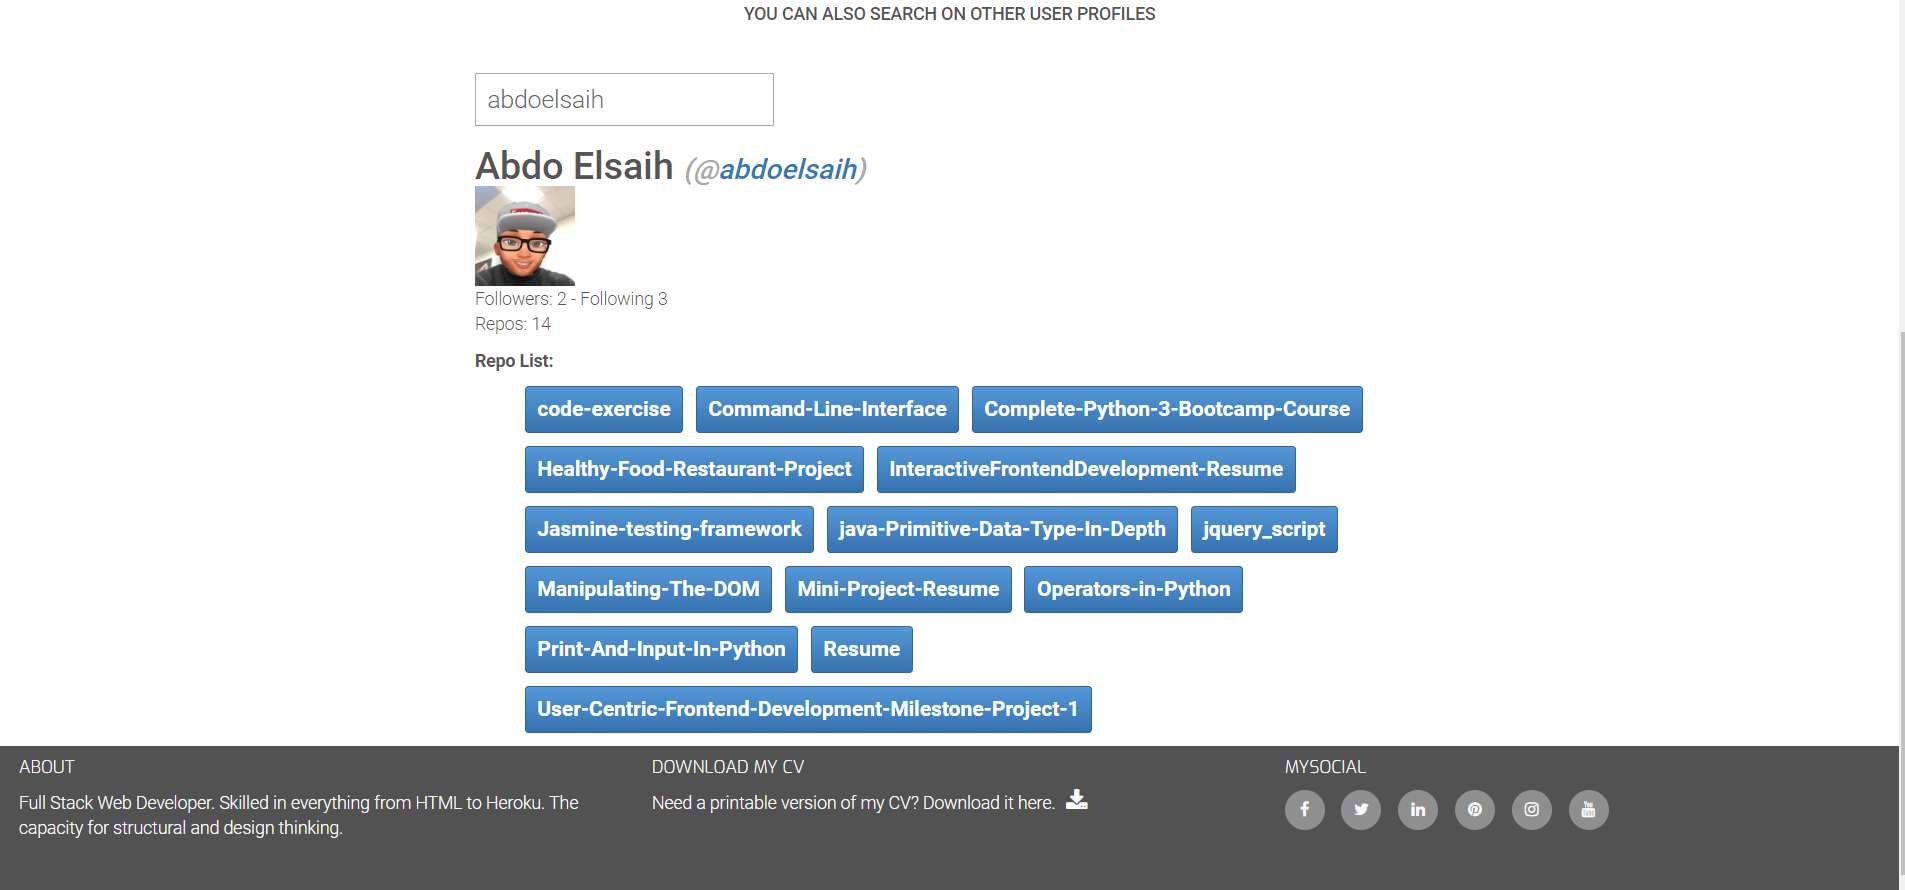 YOU CAN ALSO SEARCH ON OTHER USER PROFILES
abdoelsaih
Abdo Elsaih (@abdoelsaih)
Followers: 2 - Following 3
Repos: 14
Repo List:
code-exercise Command-Line-Interface Complete-Python-3-Bootcamp-Course
Healthy-Food-Restaurant-Project InteractiveFrontendDevelopment-Resume
Jasmine-testing-framework java-Primitive-Data-Type-In-Depth jquery_script
Manipulating-The-DOM Mini-Project-Resume Operators-in-Python
Print-And-Input-In-Python Resume
User-Centric-Frontend-Development-Milestone-Project-1
ABOUT
Full Stack Web Developer. Skilled in everything from HTML to Heroku. The
capacity for structural and design thinking.
DOWNLOAD MY CV
Need a printable version of my CV? Download it here.
MYSOCIAL